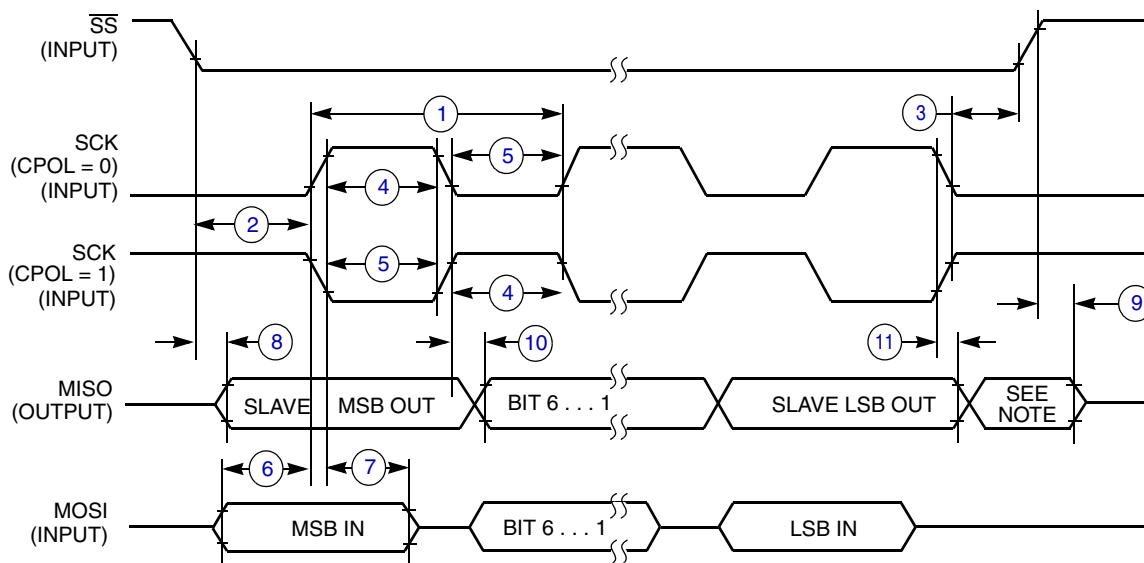 SS
(INPUT)
1
3
SCK
(CPOL = 0)
(INPUT)
5
4
2
SCK
(CPOL = 1)
(INPUT)
5
4
9
8
10
11
MISO
(OUTPUT)
SLAVE
MSB OUT
BIT 6 . . . 1
SLAVE LSB OUT
SEE
NOTE
6
7
MOSI
(INPUT)
MSB IN
BIT 6 . . . 1
LSB IN